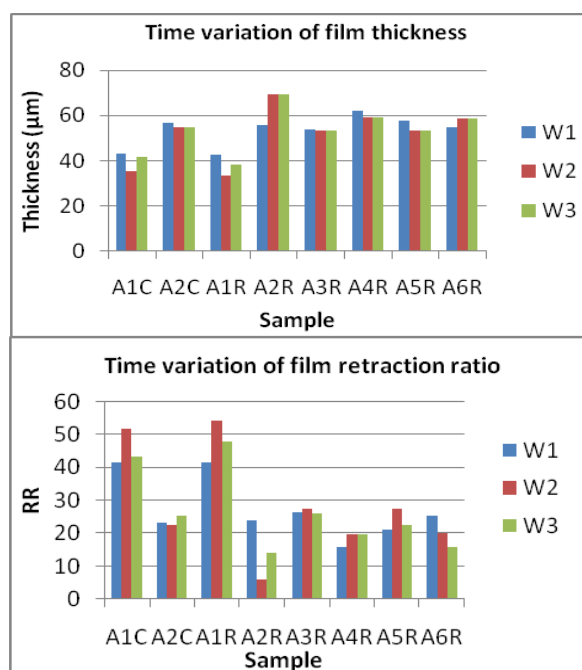 Time variation of film thickness
80
60
40
20
0
Thickness (μm)
A1C A2C A1R A2R A3R A4R A5R A6R
Sample
W1
W2
W3
Time variation of film retraction ratio
60
50
40
30
20
10
0
RR
A1C A2C A1R A2R A3R A4R A5R A6R
Sample
W1
W2
W3